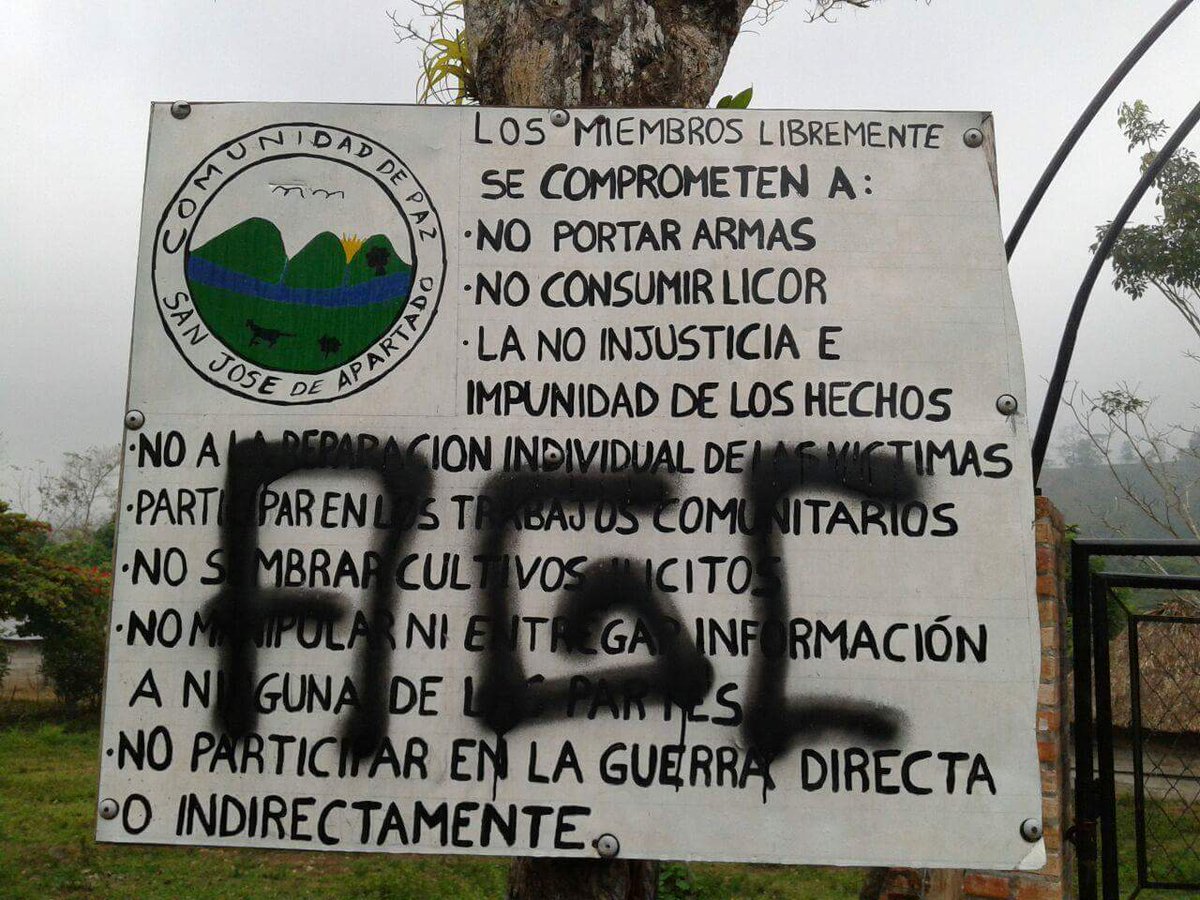 COMUNIDAD DE PAZ
SAN JOSE DE APARTADO
LOS MIEMBROS LIBREMENTE
SE COMPROMETEN A:
·NO PORTAR ARMAS
·NO CONSUMIR LICOR
·LA NO INJUSTICIA E
IMPUNIDAD DE LOS HECHOS
·NO A LA REPARACION INDIVIDUAL DE LAS VICTIMAS
·PARTICIPAR EN LOS TRABAJOS COMUNITARIOS
·NO SEMBRAR CULTIVOS ILICITOS
·NO MANIPULAR NI ENTREGAR INFORMACIÓN
A NINGUNA DE LAS PARTES
·NO PARTICIPAR EN LA GUERRA DIRECTA
O INDIRECTAMENTE.
AGC